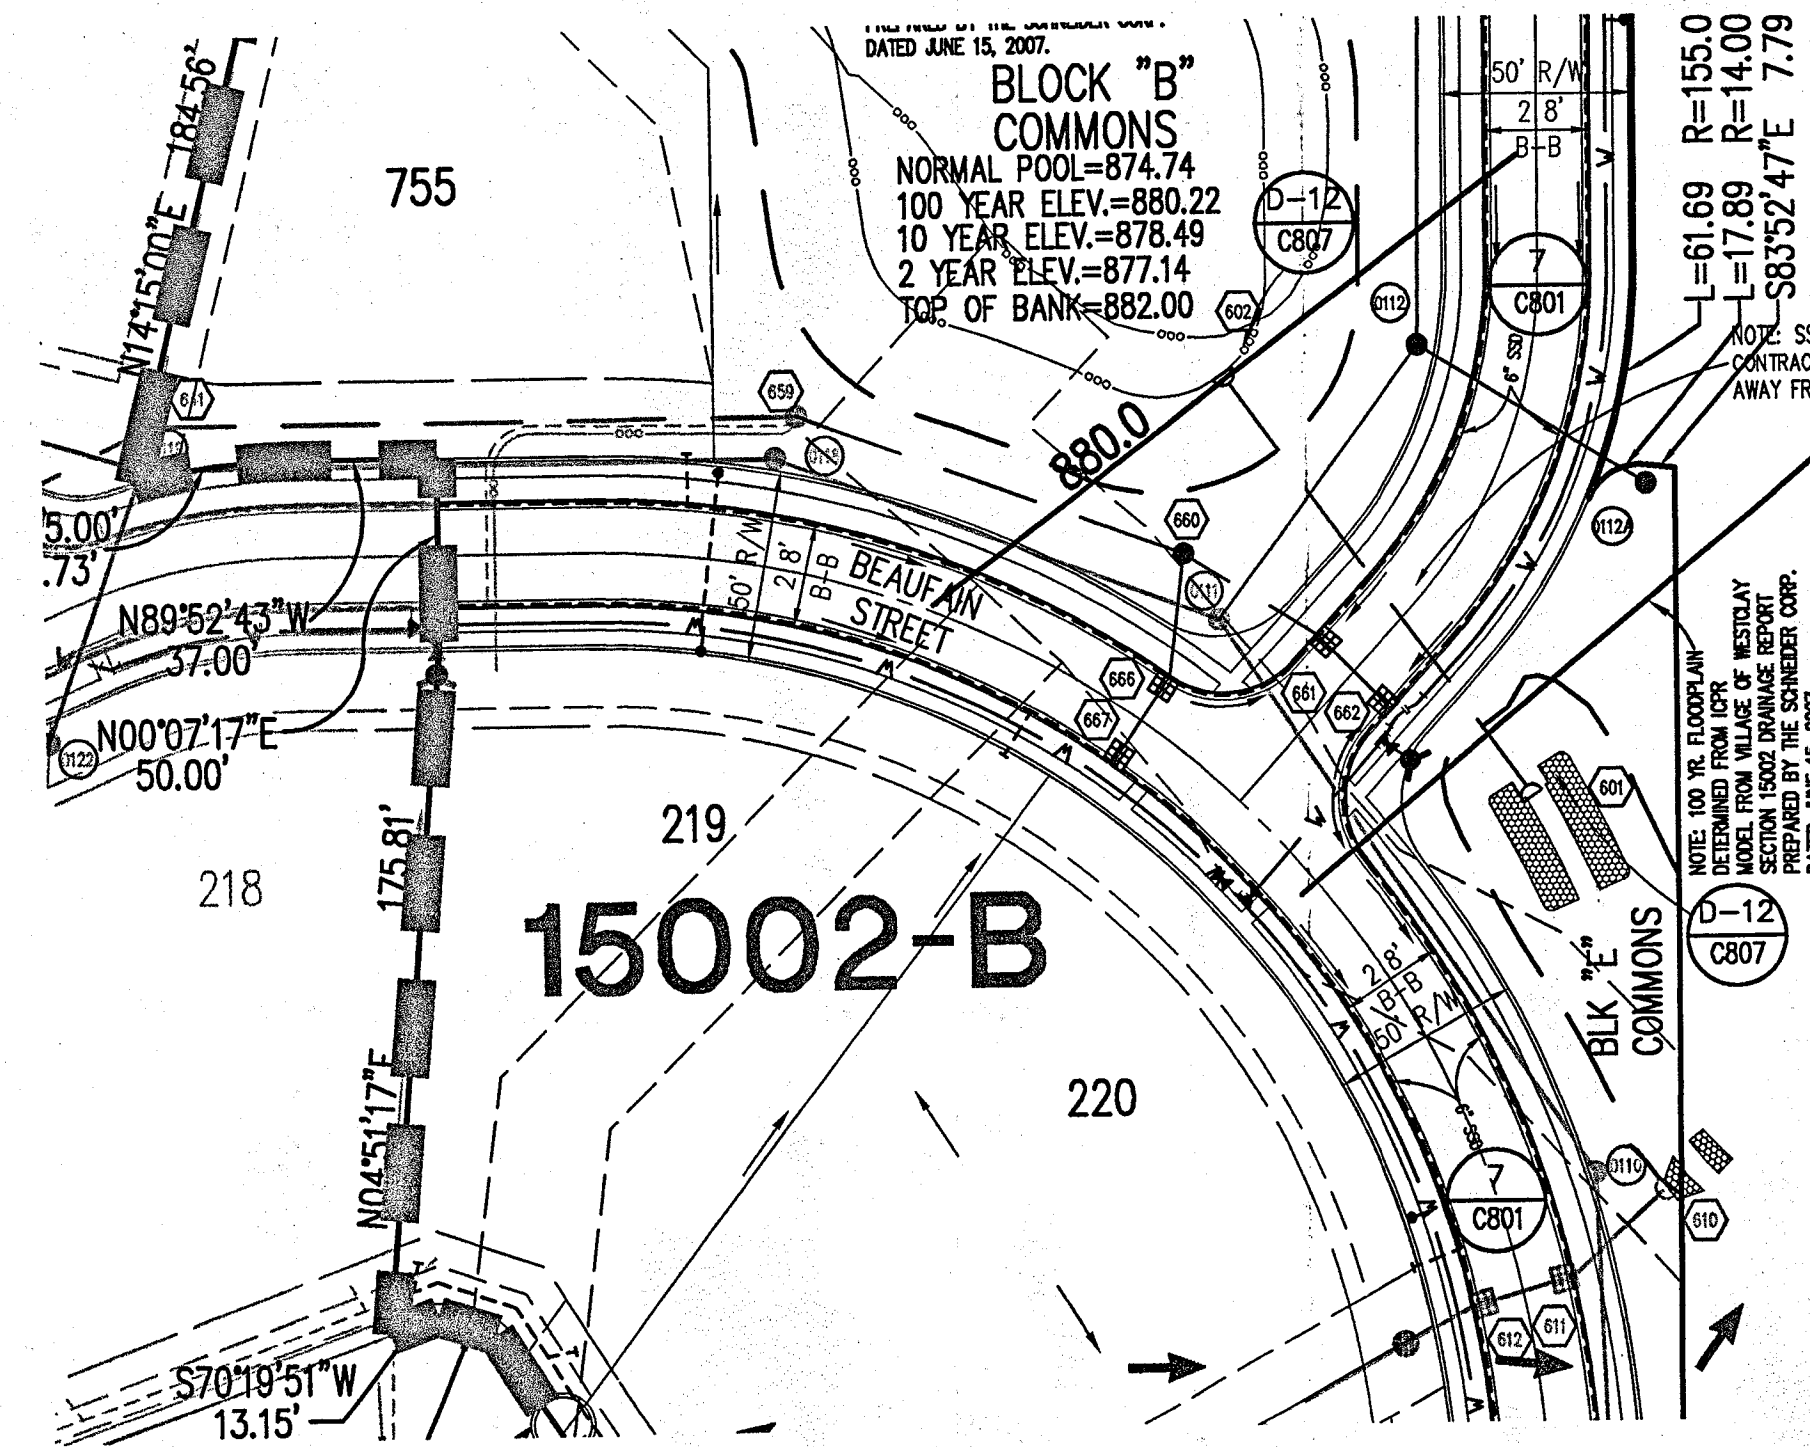 DATED JUNE 15, 2007.
BLOCK "B"
COMMONS
NORMAL POOL=874.74
100 YEAR ELEV.=880.22
10 YEAR ELEV.=878.49
2 YEAR ELEV.=877.14
TOP OF BANK=882.00
D-12
C807
602
0112
50' R/W
28'
B-B
7
C801
6" SSD
L=61.69 R=155.0
L=17.89 R=14.00
S83°52'47"E 7.79
NOTE: SS
CONTRAC
AWAY FR
184.56'
N14°15'00"E
755
659
880.0
660
0111
0112A
5.00'
.73'
N89°52'43"W
37.00'
N00°07'17"E
50.00'
0122
50' R/W
28'
B-B
BEAUFAIN
STREET
666
667
661
662
601
NOTE: 100 YR. FLOODPLAIN
DETERMINED FROM ICPR
MODEL FROM VILLAGE OF WESTCLAY
SECTION 15002 DRAINAGE REPORT
PREPARED BY THE SCHNEIDER CORP.
D-12
C807
BLK "E"
COMMONS
175.81'
N04°51'17"E
218
219
15002-B
220
28'
B-B
50' R/W
6" SSD
7
C801
0110
610
612
611
S70°19'51"W
13.15'
W
W
W
W
W
W
W
W
W
W
W